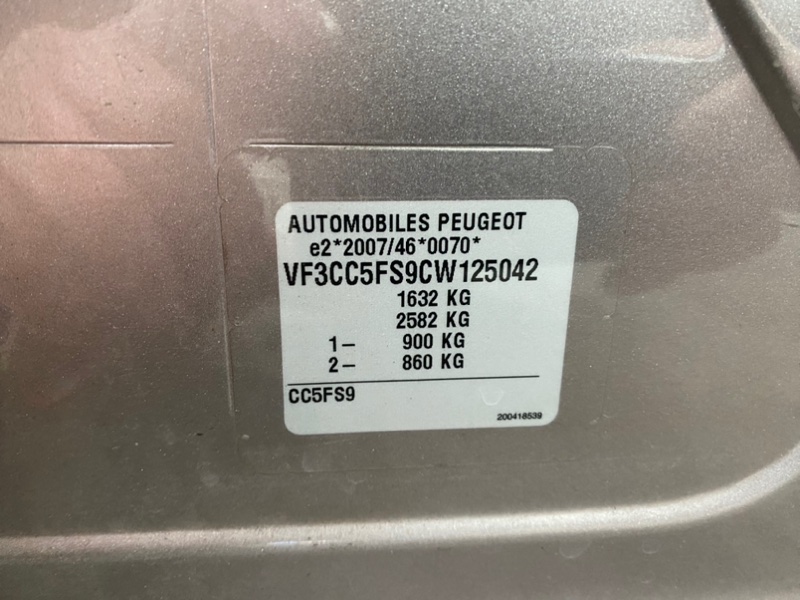 AUTOMOBILES PEUGEOT
e2*2007/46*0070*
VF3CC5FS9CW125042
1632 KG
2582 KG
1– 900 KG
2– 860 KG
CC5FS9
200418539